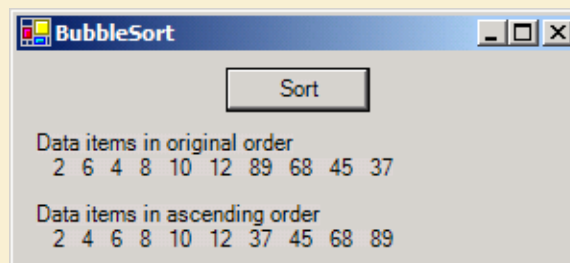 BubbleSort
Sort
Data items in original order
2 6 4 8 10 12 89 68 45 37
Data items in ascending order
2 4 6 8 10 12 37 45 68 89